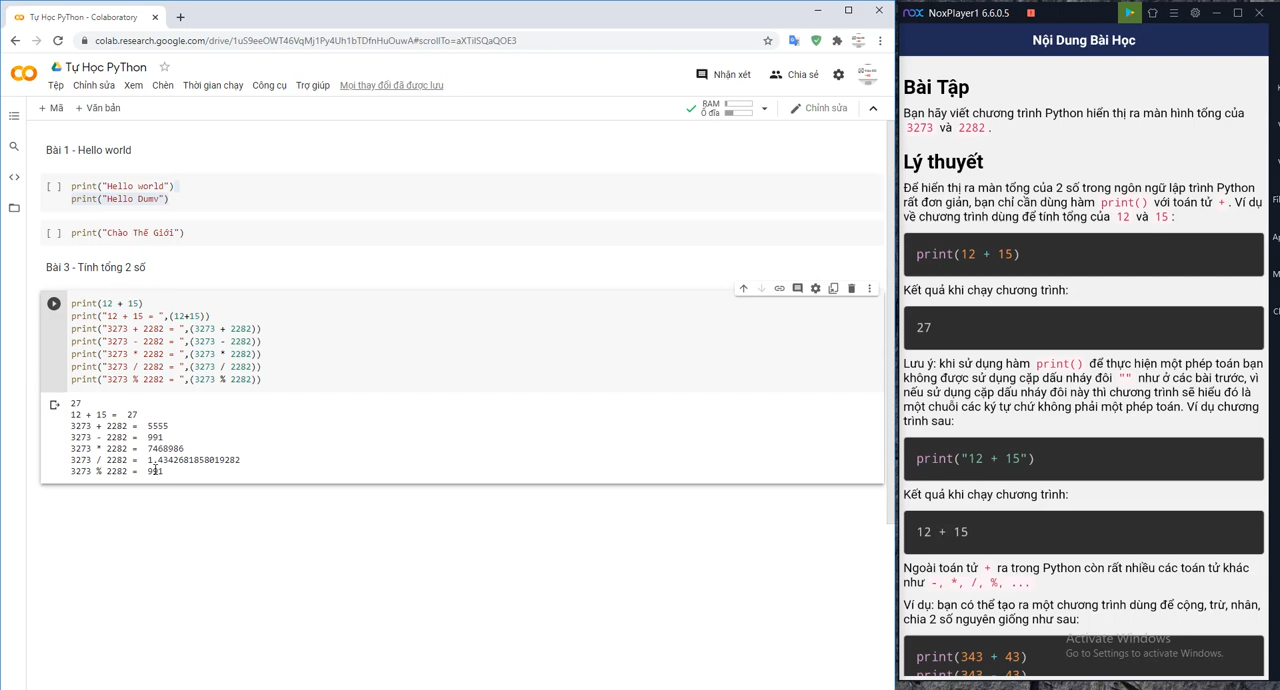 Tự Học PyThon - Colaboratory
colab.research.google.com/drive/1uS9eeOWT46VqMj1Py4Uh1bTDfnHuOuwA#scrollTo=aXTiISQaQOE3
Tự Học PyThon
Tệp Chỉnh sửa Xem Chèn Thời gian chạy Công cụ Trợ giúp Mọi thay đổi đã được lưu
Nhận xét
Chia sẻ
+ Mã + Văn bản
RAM
Ổ đĩa
Chỉnh sửa
Bài 1 - Hello world
[ ] print("Hello world")
print("Hello Dumv")
[ ] print("Chào Thế Giới")
Bài 3 - Tính tổng 2 số
print(12 + 15)
print("12 + 15 = ",(12+15))
print("3273 + 2282 = ",(3273 + 2282))
print("3273 - 2282 = ",(3273 - 2282))
print("3273 * 2282 = ",(3273 * 2282))
print("3273 / 2282 = ",(3273 / 2282))
print("3273 % 2282 = ",(3273 % 2282))
27
12 + 15 =  27
3273 + 2282 =  5555
3273 - 2282 =  991
3273 * 2282 =  7468986
3273 / 2282 =  1.4342681858019282
3273 % 2282 =  991
nox NoxPlayer1 6.6.0.5
Nội Dung Bài Học
Bài Tập
Bạn hãy viết chương trình Python hiển thị ra màn hình tổng của
3273 và 2282.
Lý thuyết
Để hiển thị ra màn tổng của 2 số trong ngôn ngữ lập trình Python
rất đơn giản, bạn chỉ cần dùng hàm print() với toán tử +. Ví dụ
về chương trình dùng để tính tổng của 12 và 15 :
print(12 + 15)
Kết quả khi chạy chương trình:
27
Lưu ý: khi sử dụng hàm print() để thực hiện một phép toán bạn
không được sử dụng cặp dấu nháy đôi "" như ở các bài trước, vì
nếu sử dụng cặp dấu nháy đôi này thì chương trình sẽ hiểu đó là
một chuỗi các ký tự chứ không phải một phép toán. Ví dụ chương
trình sau:
print("12 + 15")
Kết quả khi chạy chương trình:
12 + 15
Ngoài toán tử + ra trong Python còn rất nhiều các toán tử khác
như -, *, /, %, ...
Ví dụ: bạn có thể tạo ra một chương trình dùng để cộng, trừ, nhân,
chia 2 số nguyên giống như sau:
print(343 + 43)
print(343 - 43)
Activate Windows
Go to Settings to activate Windows.